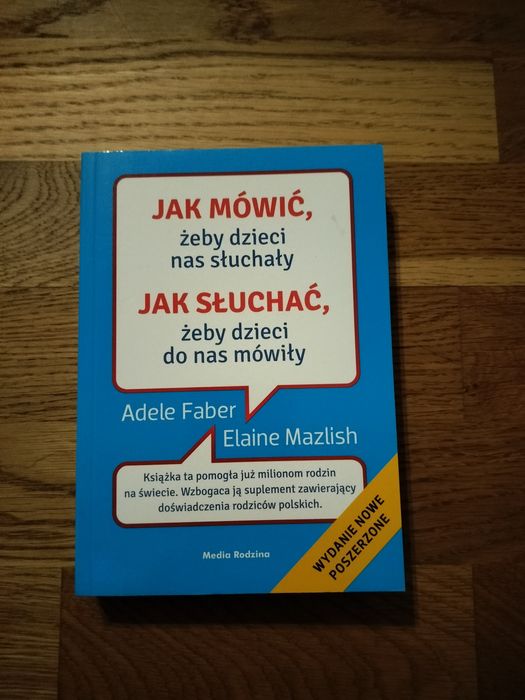 JAK MÓWIĆ,
żeby dzieci
nas słuchały
JAK SŁUCHAĆ,
żeby dzieci
do nas mówiły
Adele Faber
Elaine Mazlish
Książka ta pomogła już milionom rodzin
na świecie. Wzbogaca ją suplement zawierający
doświadczenia rodziców polskich.
WYDANIE NOWE
POSZERZONE
Media Rodzina